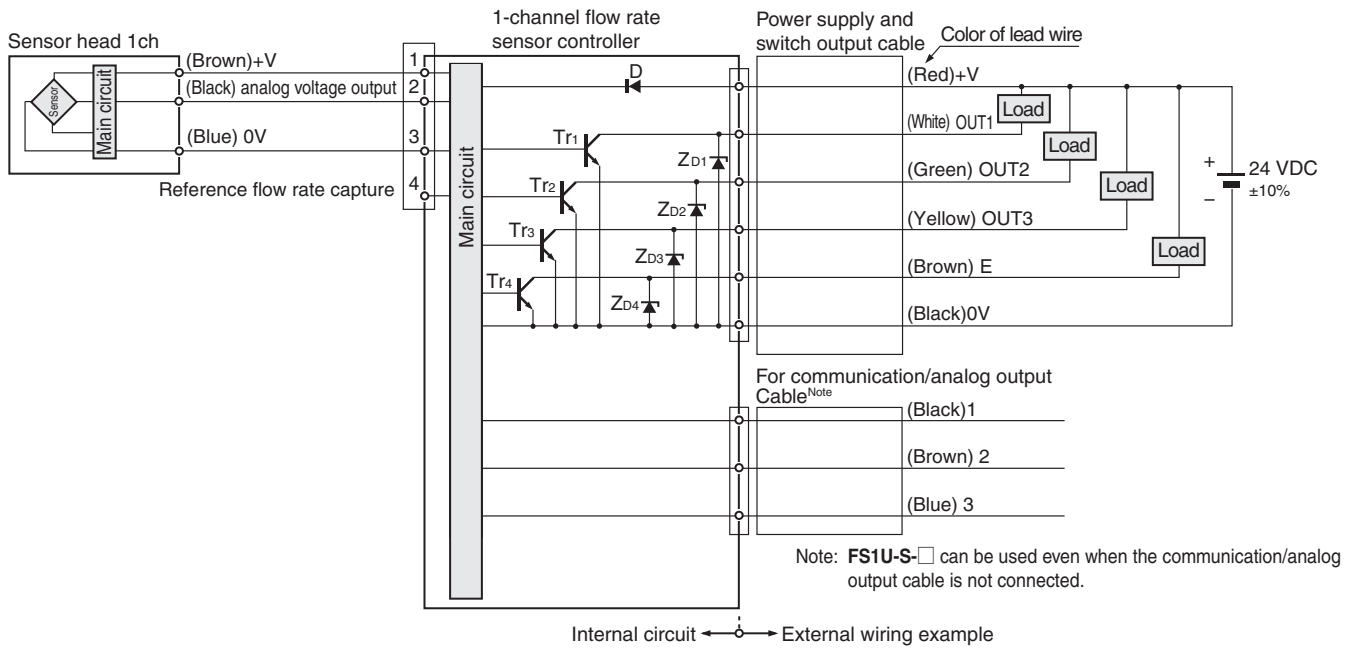 1-channel flow rate
sensor controller
Power supply and
switch output cable
Color of lead wire
Sensor head 1ch
(Brown)+V
1
D
(Red)+V
Sensor
Main circuit
(Black) analog voltage output
2
Load
(White) OUT1
Tr1
ZD1
Load
(Blue) 0V
3
(Green) OUT2
+
24 VDC
±10%
−
Load
Reference flow rate capture
4
Tr2
ZD2
Main circuit
(Yellow) OUT3
Tr3
ZD3
Load
(Brown) E
Tr4
ZD4
(Black)0V
For communication/analog output
CableNote
(Black)1
(Brown) 2
(Blue) 3
Note: FS1U-S-□ can be used even when the communication/analog
output cable is not connected.
Internal circuit
External wiring example